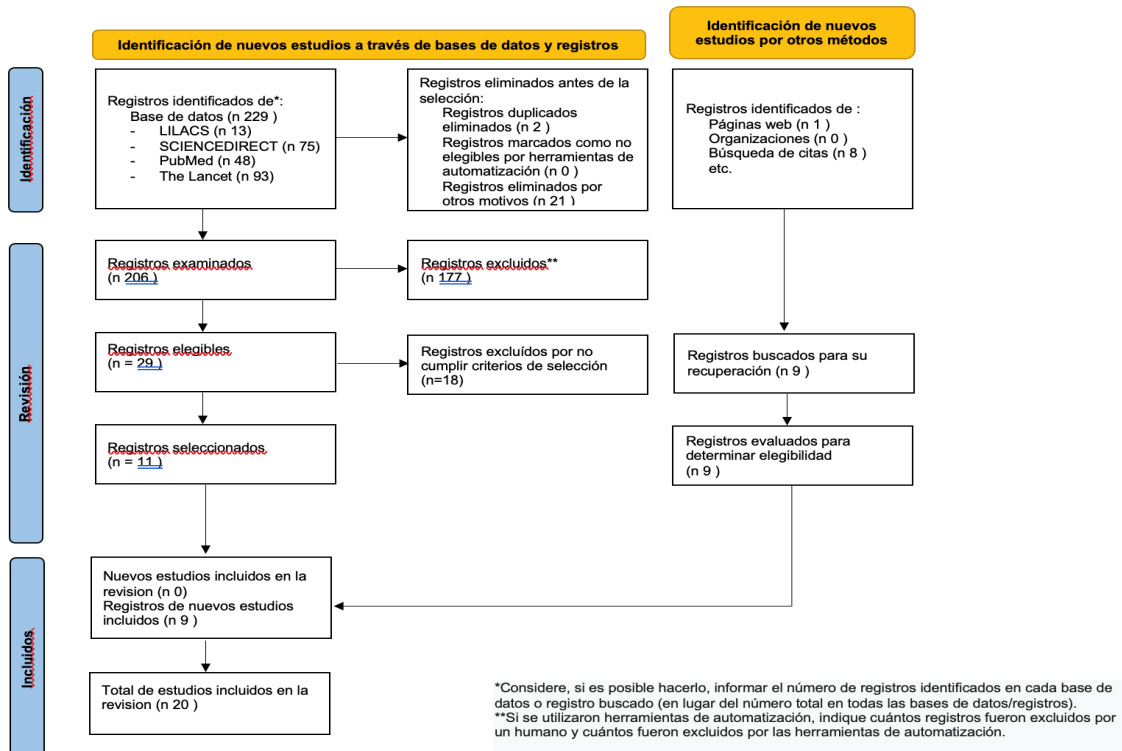 Identificación de nuevos estudios a través de bases de datos y registros
Identificación de nuevos
estudios por otros métodos
Identificación
Registros identificados de*:
Base de datos (n 229 )
- LILACS (n 13)
- SCIENCEDIRECT (n 75)
- PubMed (n 48)
- The Lancet (n 93)
Registros eliminados antes de la
selección:
Registros duplicados
eliminados (n 2 )
Registros marcados como no
elegibles por herramientas de
automatización (n 0 )
Registros eliminados por
otros motivos (n 21 )
Registros identificados de :
Páginas web (n 1 )
Organizaciones (n 0 )
Búsqueda de citas (n 8 )
etc.
Revisión
Registros examinados
(n 206 )
Registros excluidos**
(n 177 )
Registros elegibles
(n = 29 )
Registros excluídos por no
cumplir criterios de selección
(n=18)
Registros buscados para su
recuperación (n 9 )
Registros seleccionados
(n = 11 )
Registros evaluados para
determinar elegibilidad
(n 9 )
Incluidos
Nuevos estudios incluidos en la
revision (n 0)
Registros de nuevos estudios
incluidos (n 9 )
Total de estudios incluidos en la
revision (n 20 )
*Considere, si es posible hacerlo, informar el número de registros identificados en cada base de
datos o registro buscado (en lugar del número total en todas las bases de datos/registros).
**Si se utilizaron herramientas de automatización, indique cuántos registros fueron excluidos por
un humano y cuántos fueron excluidos por las herramientas de automatización.